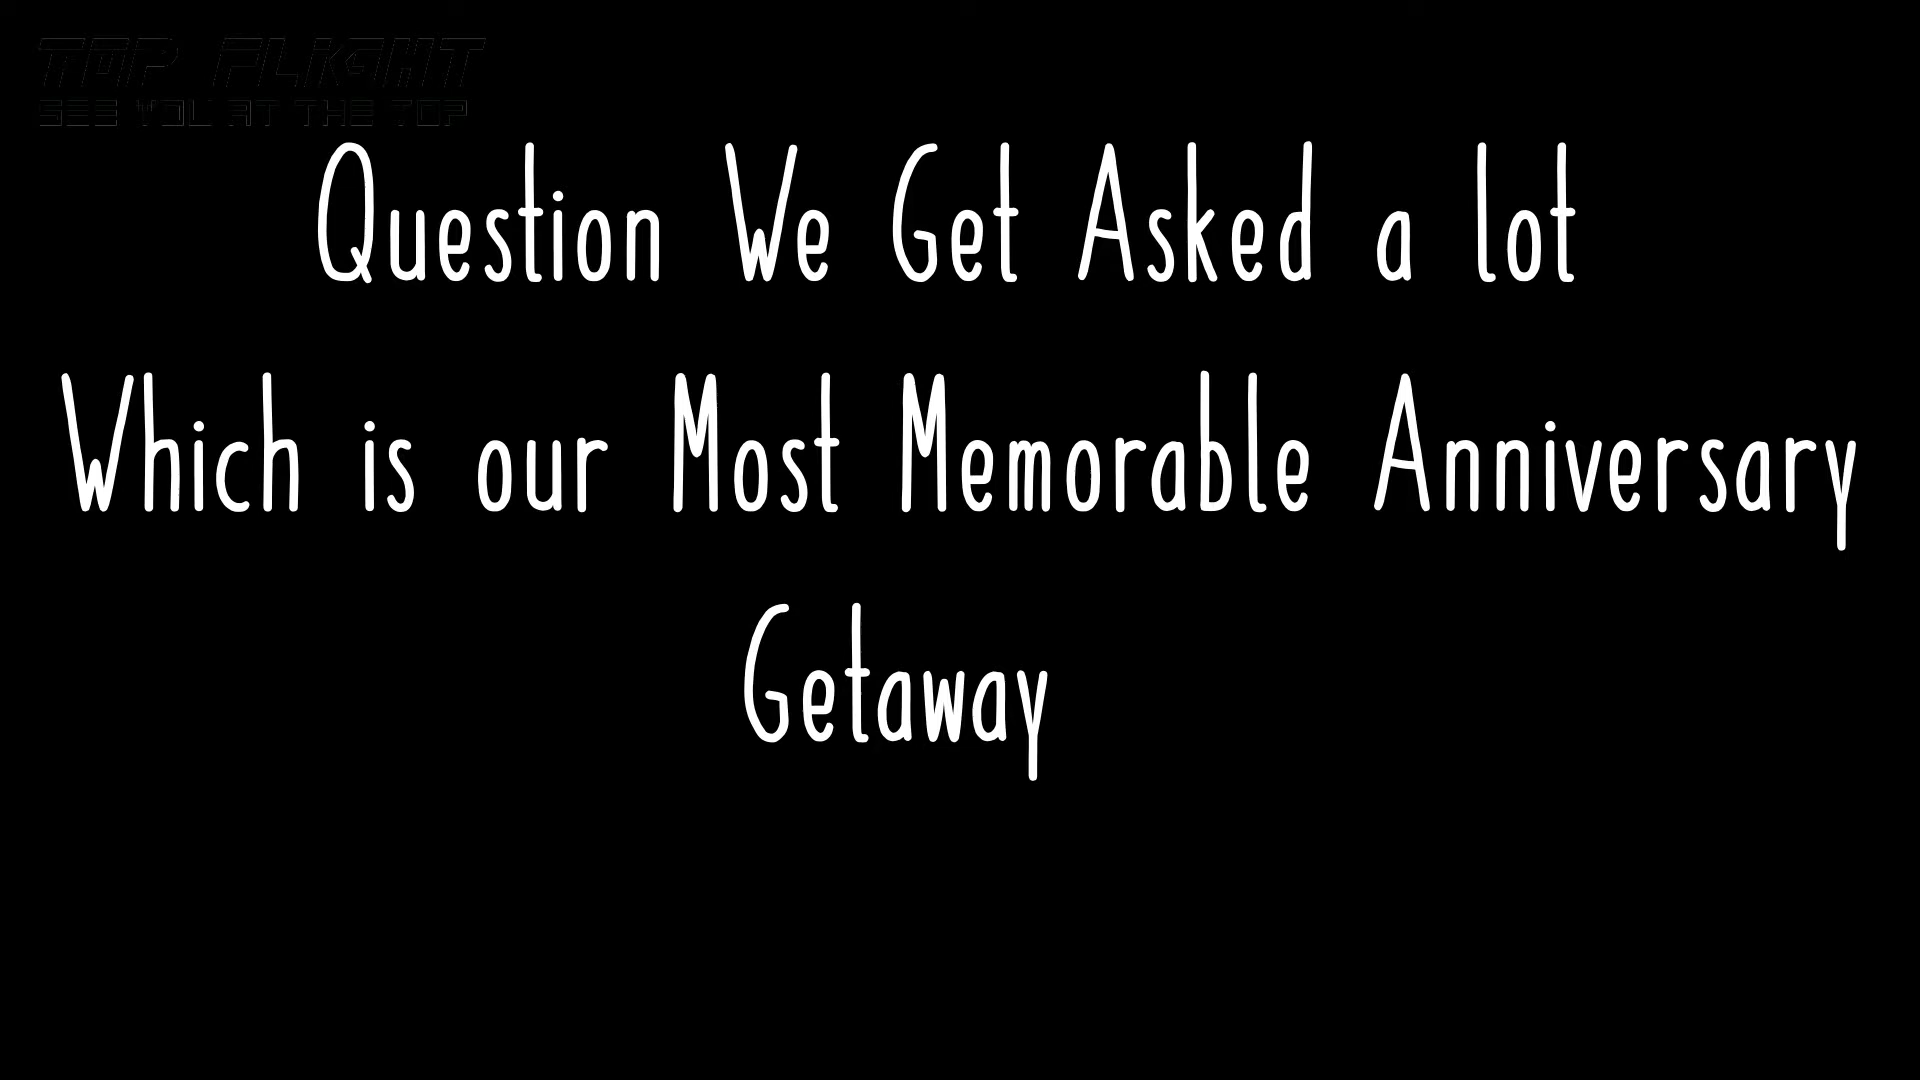 TOP FLIGHT
SEE YOU AT THE TOP
Question We Get Asked a lot
Which is our Most Memorable Anniversary
Getaway